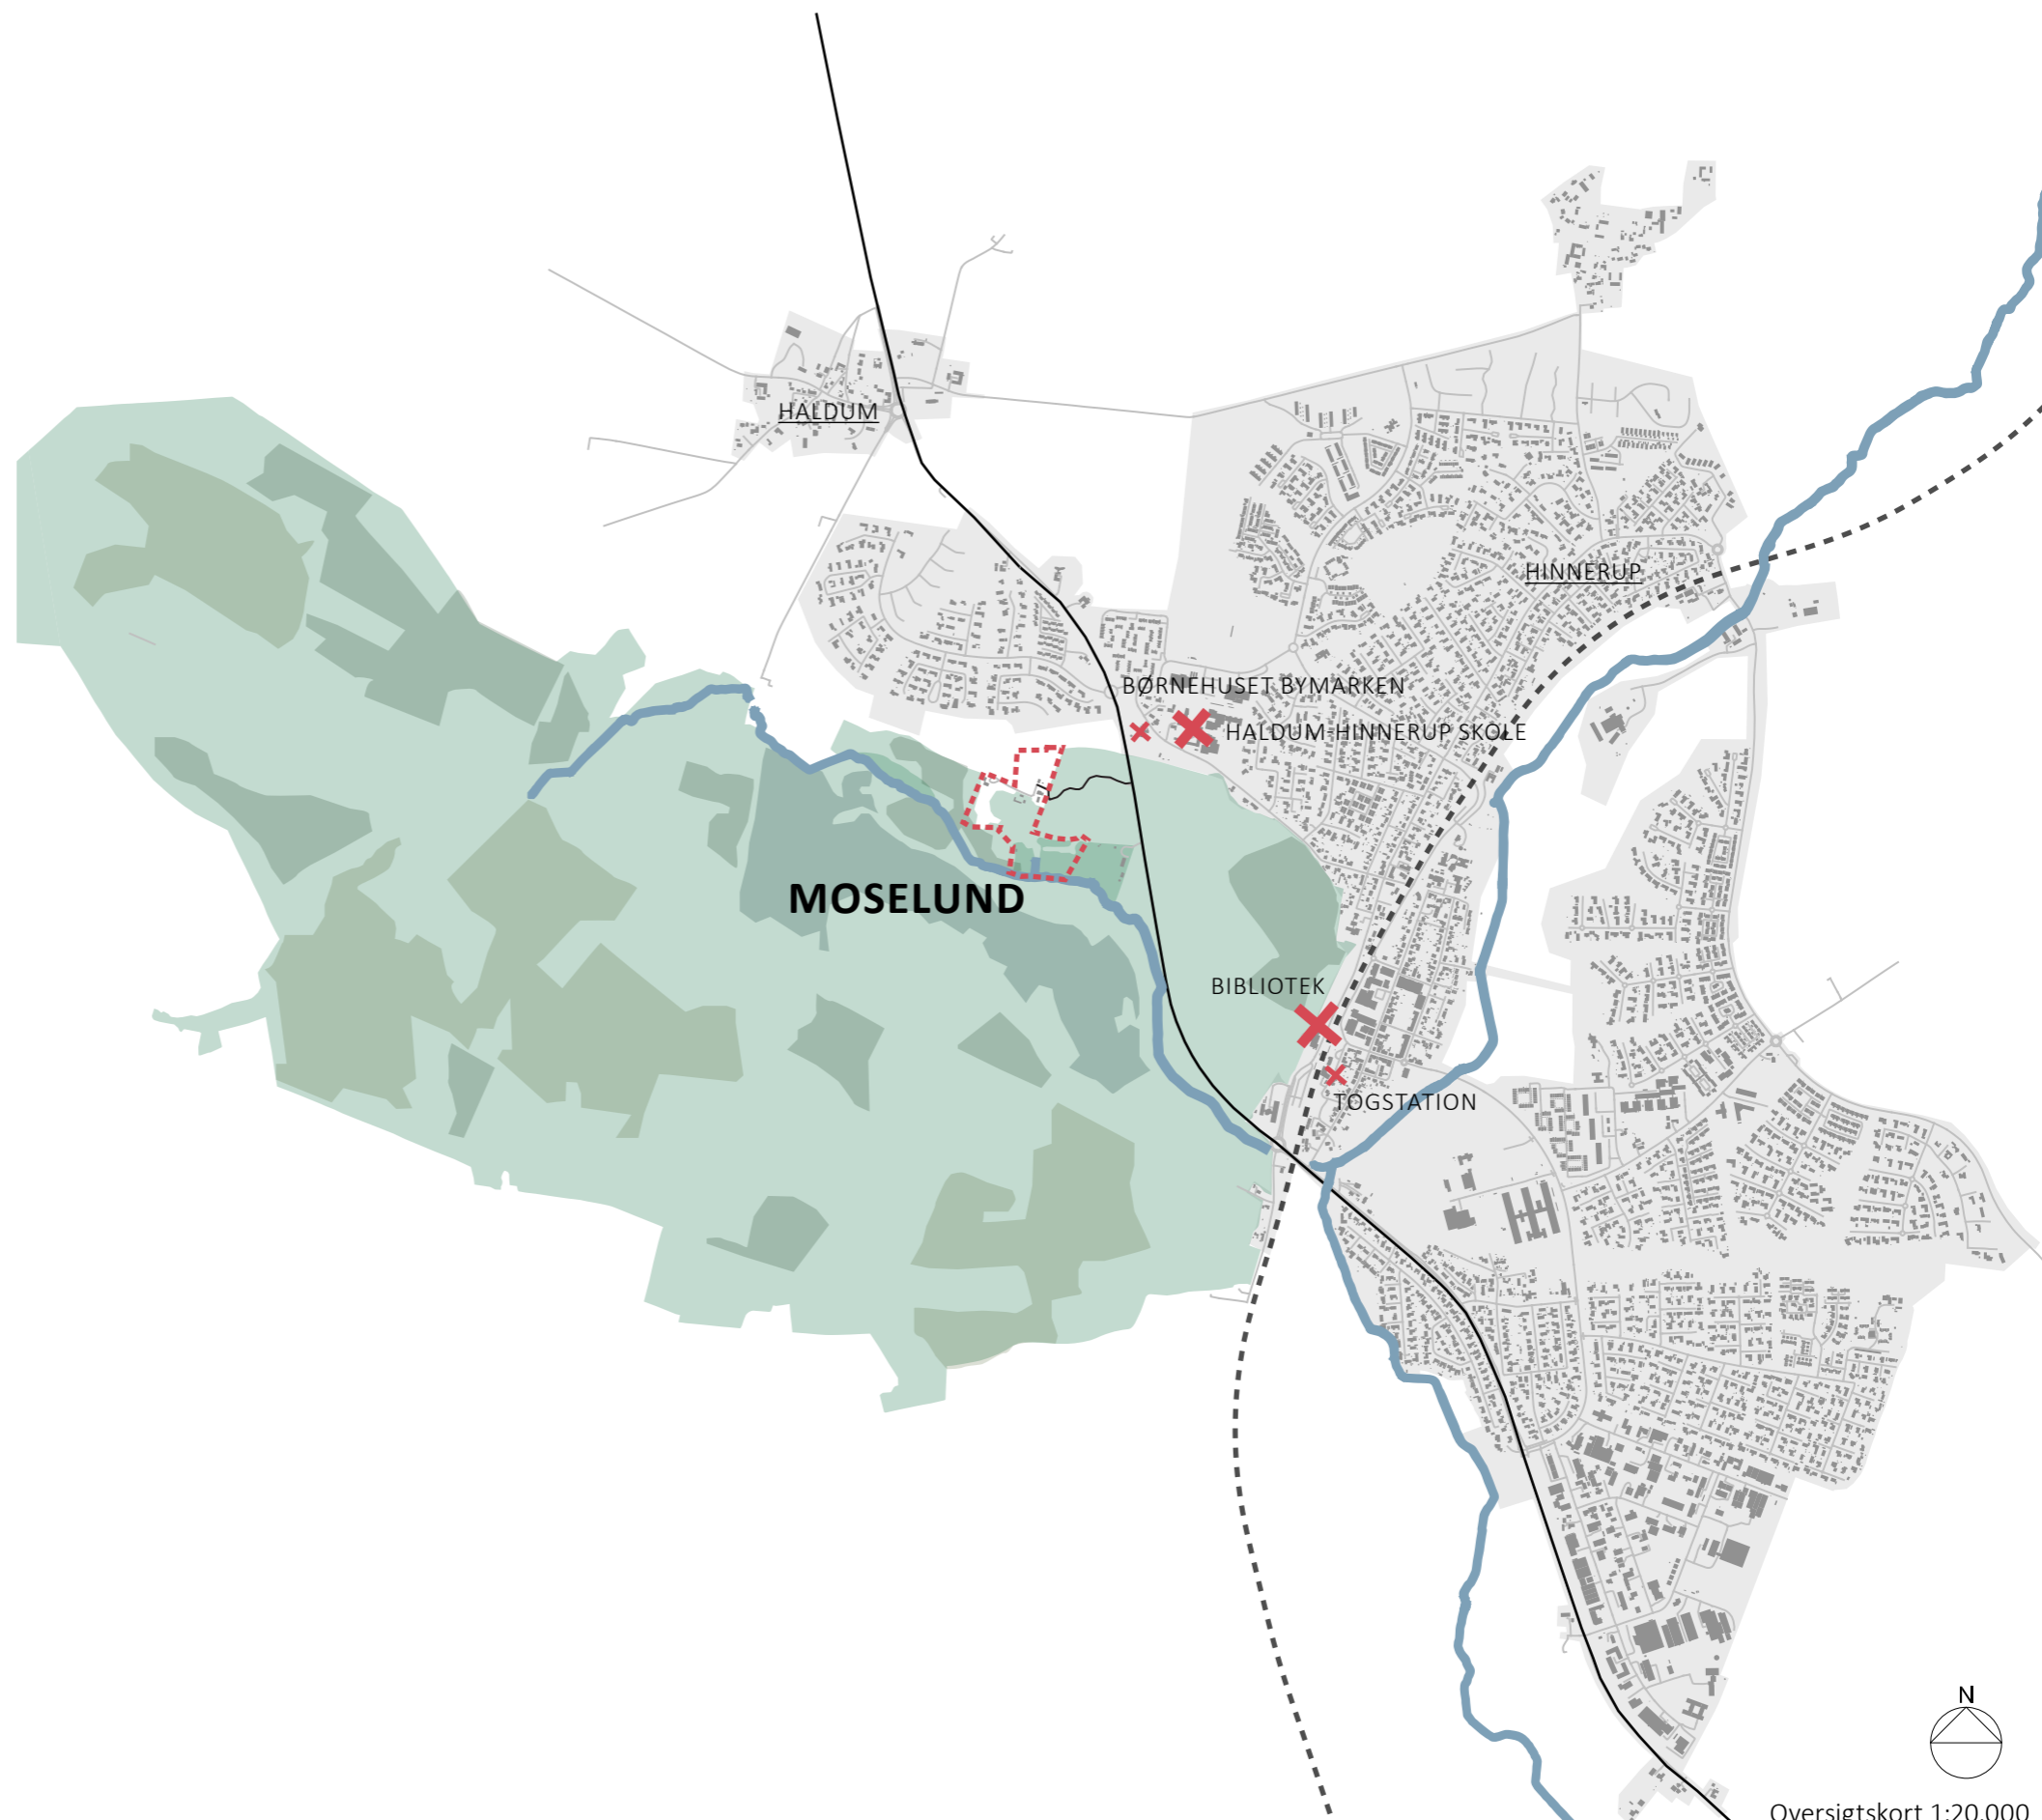 HALDUM
HINNERUP
BØRNEHUSET BYMARKEN
HALDUM-HINNERUP SKOLE
MOSELUND
BIBLIOTEK
TOGSTATION
N
Oversigtskort 1:20.000